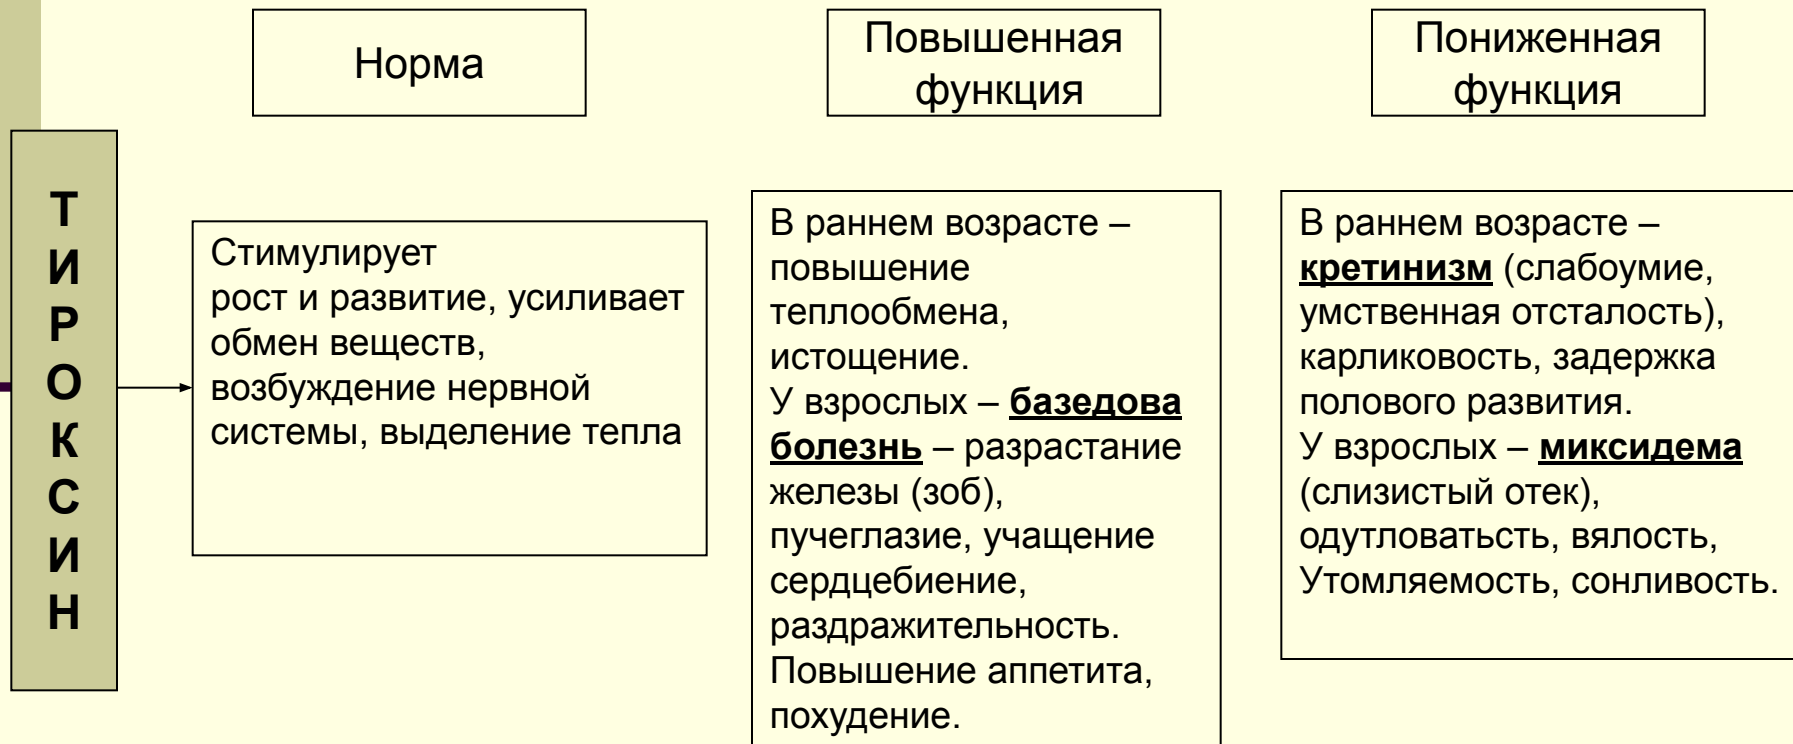 Норма
Повышенная
функция
Пониженная
функция
Т
И
Р
О
К
С
И
Н
Стимулирует
рост и развитие, усиливает
обмен веществ,
возбуждение нервной
системы, выделение тепла
В раннем возрасте –
повышение
теплообмена,
истощение.
У взрослых – базедова
болезнь – разрастание
железы (зоб),
пучеглазие, учащение
сердцебиение,
раздражительность.
Повышение аппетита,
похудение.
В раннем возрасте –
кретинизм (слабоумие,
умственная отсталость),
карликовость, задержка
полового развития.
У взрослых – миксидема
(слизистый отек),
одутловатьсть, вялость,
Утомляемость, сонливость.